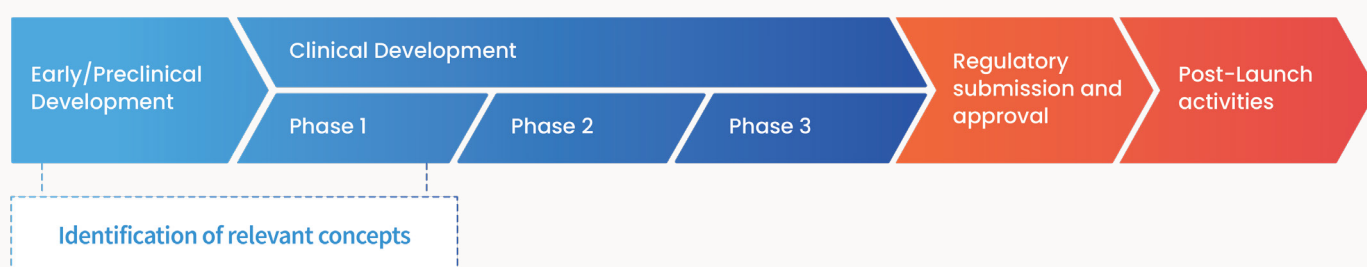 Early/Preclinical
Development
Clinical Development
Phase 1
Phase 2
Phase 3
Regulatory
submission and
approval
Post-Launch
activities
Identification of relevant concepts